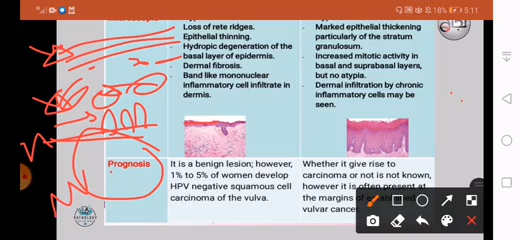 18%
5:11
Loss of rete ridges.
Epithelial thinning.
Hydropic degeneration of the
basal layer of epidermis.
Dermal fibrosis.
Band like mononuclear
inflammatory cell infiltrate in
dermis.
Marked epithelial thickening
particularly of the stratum
granulosum.
Increased mitotic activity in
basal and suprabasal layers,
but no atypia.
Dermal infiltration by chronic
inflammatory cells may be
seen.
Prognosis
It is a benign lesion; however,
1% to 5% of women develop
HPV negative squamous cell
carcinoma of the vulva.
Whether it give rise to
carcinoma or not is not known,
however it is often present at
the margins of
vulvar cancer
PATHOLOGY